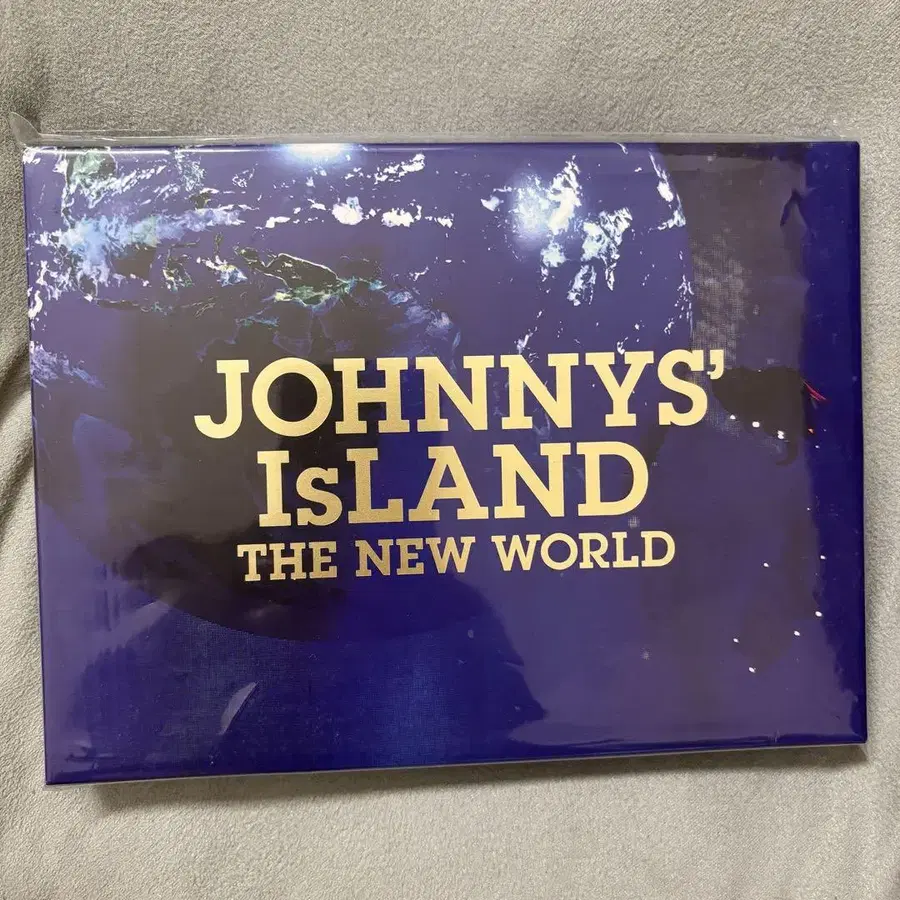 JOHNNYS'
IsLAND
THE NEW WORLD